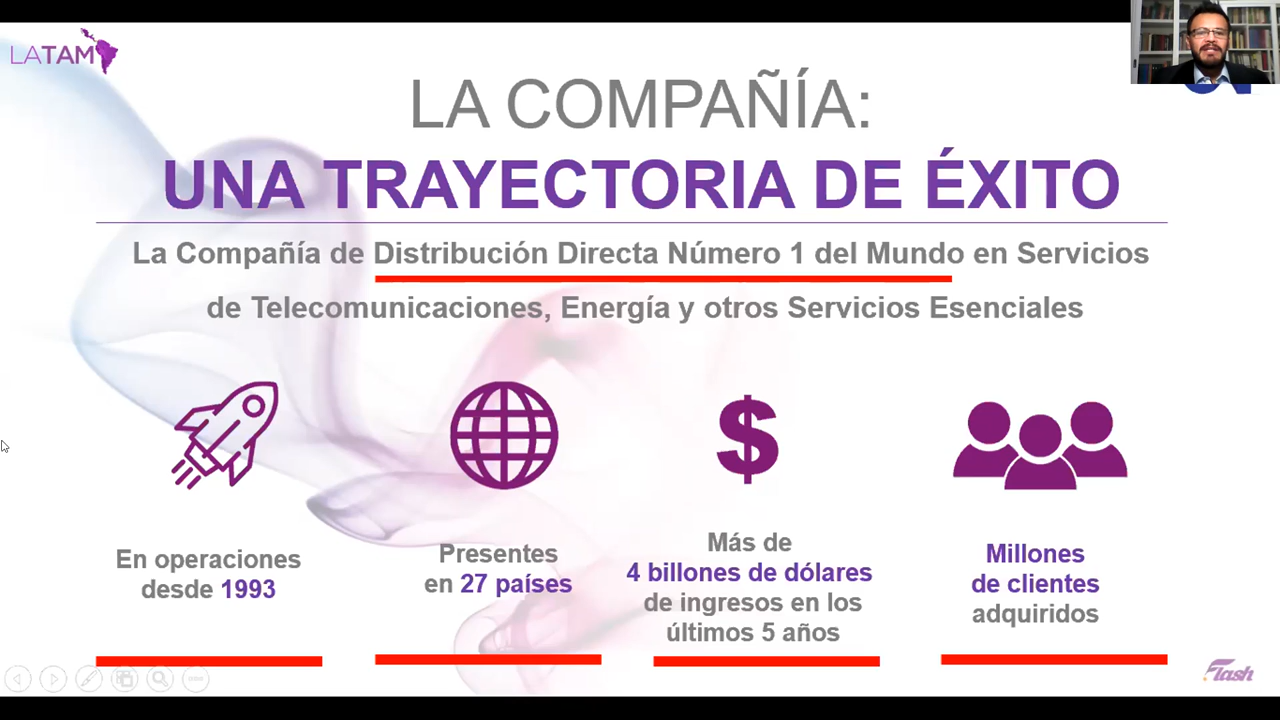 LATAM
LA COMPAÑÍA:
UNA TRAYECTORIA DE ÉXITO
La Compañía de Distribución Directa Número 1 del Mundo en Servicios
de Telecomunicaciones, Energía y otros Servicios Esenciales
$
En operaciones
desde 1993
Presentes
en 27 países
Más de
4 billones de dólares
de ingresos en los
últimos 5 años
Millones
de clientes
adquiridos
Flash